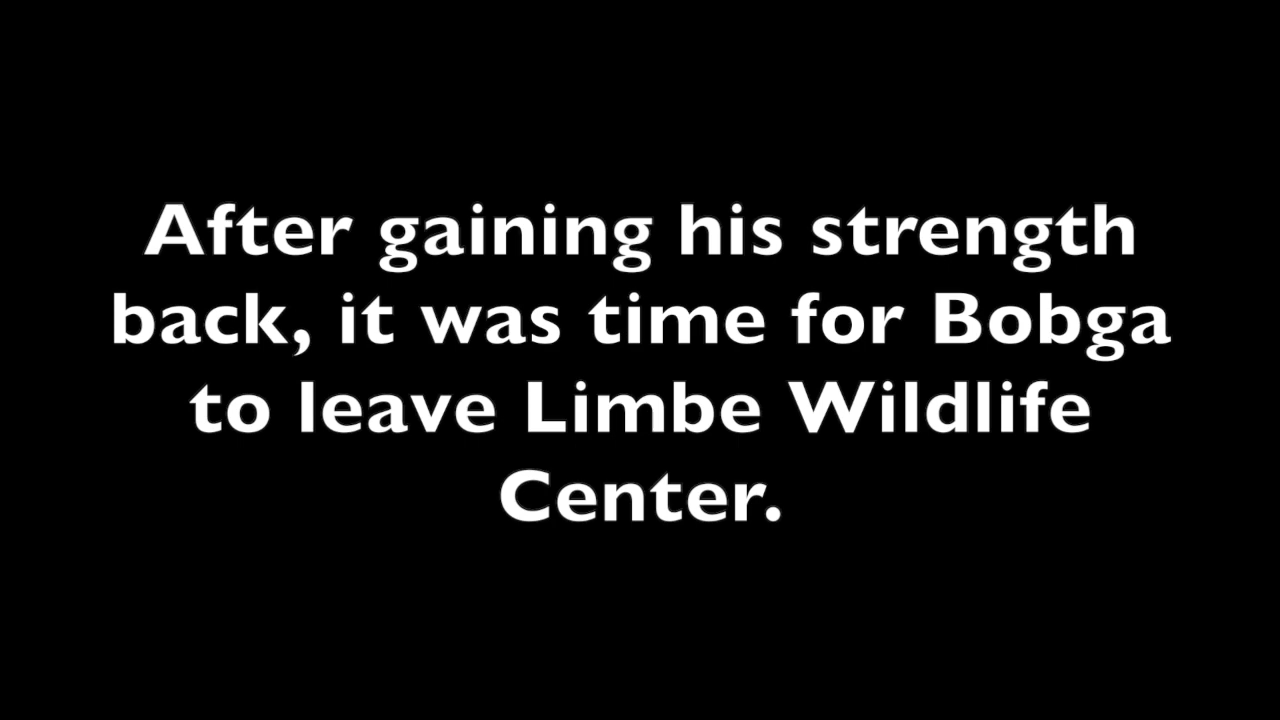 After gaining his strength
back, it was time for Bobga
to leave Limbe Wildlife
Center.